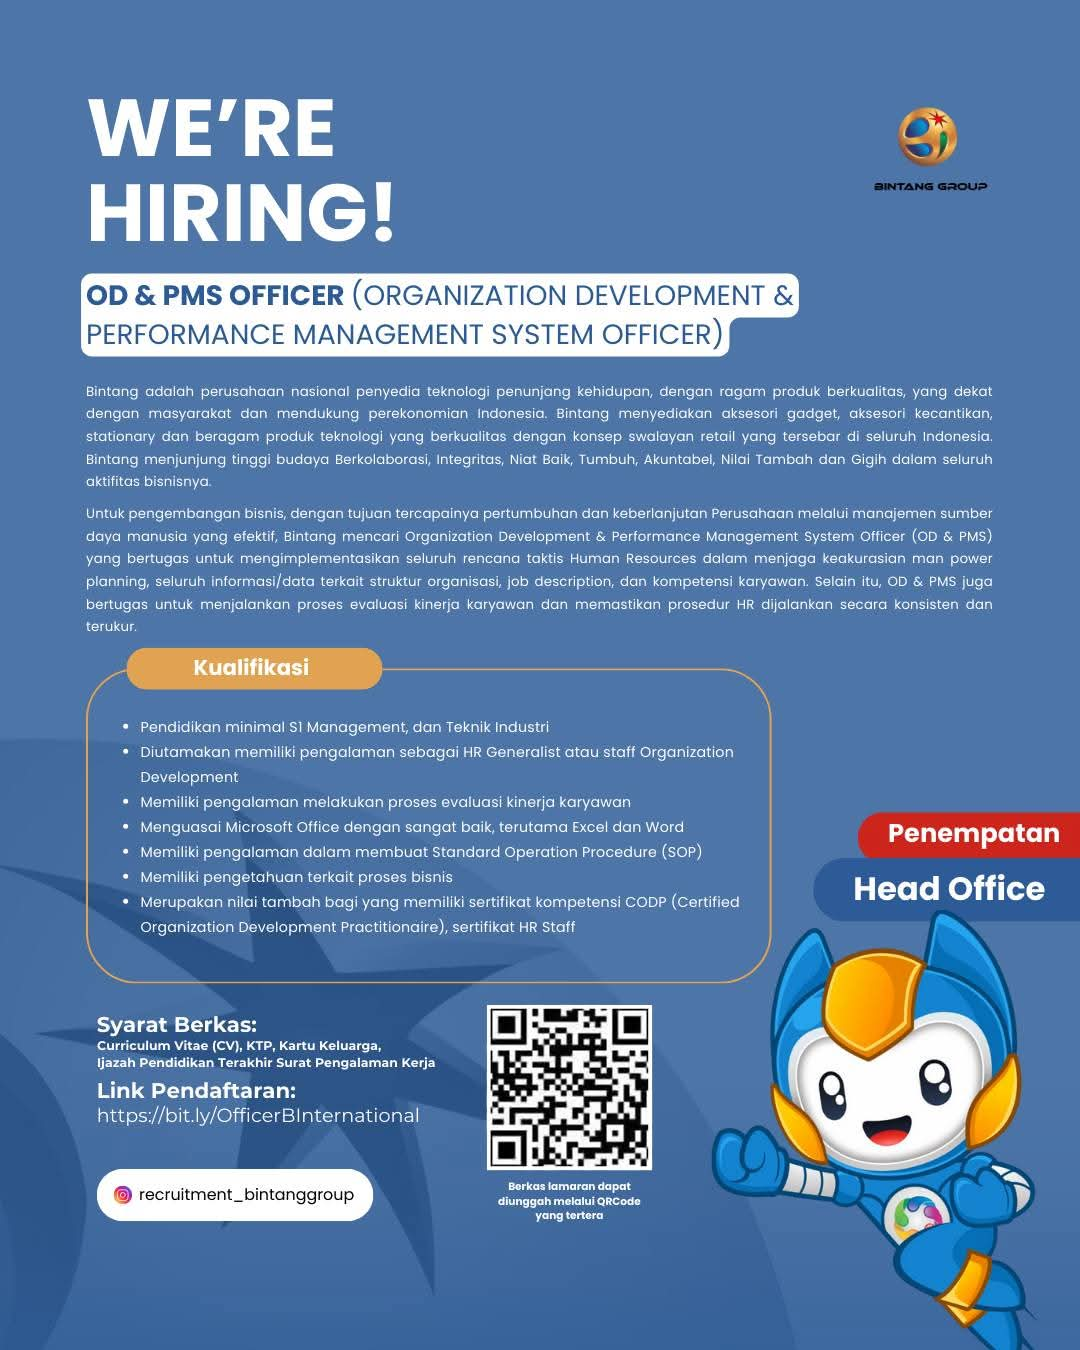 WE’RE
HIRING!
BINTANG GROUP
OD & PMS OFFICER (ORGANIZATION DEVELOPMENT &
PERFORMANCE MANAGEMENT SYSTEM OFFICER)
Bintang adalah perusahaan nasional penyedia teknologi penunjang kehidupan, dengan ragam produk berkualitas, yang dekat
dengan masyarakat dan mendukung perekonomian Indonesia. Bintang menyediakan aksesori gadget, aksesori kecantikan,
stationary dan beragam produk teknologi yang berkualitas dengan konsep swalayan retail yang tersebar di seluruh Indonesia.
Bintang menjunjung tinggi budaya Berkolaborasi, Integritas, Niat Baik, Tumbuh, Akuntabel, Nilai Tambah dan Gigih dalam seluruh
aktifitas bisnisnya.
Untuk pengembangan bisnis, dengan tujuan tercapainya pertumbuhan dan keberlanjutan Perusahaan melalui manajemen sumber
daya manusia yang efektif, Bintang mencari Organization Development & Performance Management System Officer (OD & PMS)
yang bertugas untuk mengimplementasikan seluruh rencana taktis Human Resources dalam menjaga keakurasian man power
planning, seluruh informasi/data terkait struktur organisasi, job description, dan kompetensi karyawan. Selain itu, OD & PMS juga
bertugas untuk menjalankan proses evaluasi kinerja karyawan dan memastikan prosedur HR dijalankan secara konsisten dan
terukur.
Kualifikasi
• Pendidikan minimal S1 Management, dan Teknik Industri
• Diutamakan memiliki pengalaman sebagai HR Generalist atau staff Organization
Development
• Memiliki pengalaman melakukan proses evaluasi kinerja karyawan
• Menguasai Microsoft Office dengan sangat baik, terutama Excel dan Word
• Memiliki pengalaman dalam membuat Standard Operation Procedure (SOP)
• Memiliki pengetahuan terkait proses bisnis
• Merupakan nilai tambah bagi yang memiliki sertifikat kompetensi CODP (Certified
Organization Development Practitionaire), sertifikat HR Staff
Penempatan
Head Office
Syarat Berkas:
Curriculum Vitae (CV), KTP, Kartu Keluarga,
Ijazah Pendidikan Terakhir Surat Pengalaman Kerja
Link Pendaftaran:
https://bit.ly/OfficerBInternational
recruitment_bintanggroup
Berkas lamaran dapat
diunggah melalui QRCode
yang tertera